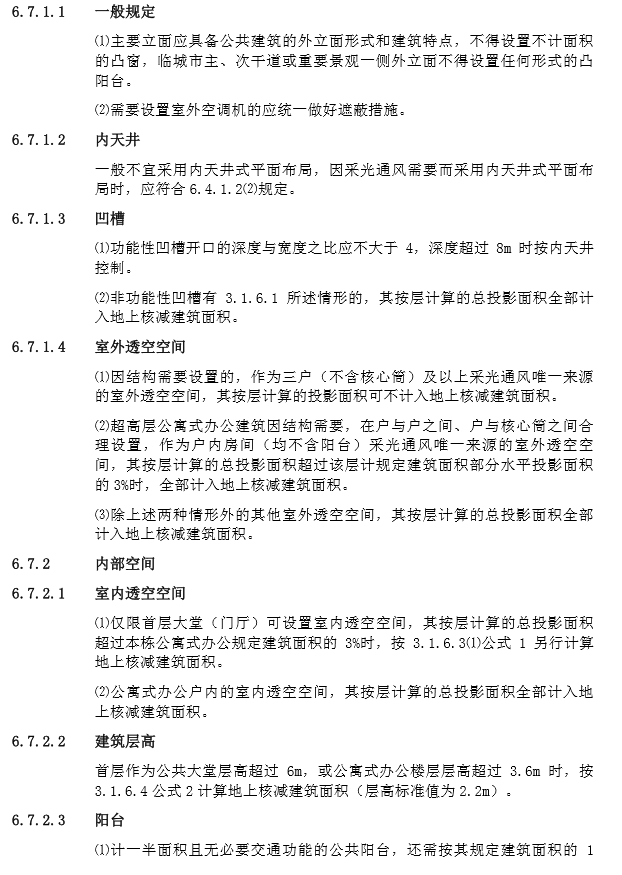 6.7.1.1 一般规定
⑴主要立面应具备公共建筑的外立面形式和建筑特点，不得设置不计面积
的凸窗，临城市主、次干道或重要景观一侧外立面不得设置任何形式的凸
阳台。
⑵需要设置室外空调机的应统一做好遮蔽措施。
6.7.1.2 内天井
一般不宜采用内天井式平面布局，因采光通风需要而采用内天井式平面布
局时，应符合6.4.1.2⑵规定。
6.7.1.3 凹槽
⑴功能性凹槽开口的深度与宽度之比应不大于 4，深度超过 8m 时按内天井
控制。
⑵非功能性凹槽有 3.1.6.1 所述情形的，其按层计算的总投影面积全部计
入地上核减建筑面积。
6.7.1.4 室外透空空间
⑴因结构需要设置的，作为三户（不含核心筒）及以上采光通风唯一来源
的室外透空空间，其按层计算的投影面积可不计入地上核减建筑面积。
⑵超高层公寓式办公建筑因结构需要，在户与户之间、户与核心筒之间合
理设置，作为户内房间（均不含阳台）采光通风唯一来源的室外透空空
间，其按层计算的总投影面积超过该层计规定建筑面积部分水平投影面积
的3%时，全部计入地上核减建筑面积。
⑶除上述两种情形外的其他室外透空空间，其按层计算的总投影面积全部
计入地上核减建筑面积。
6.7.2 内部空间
6.7.2.1 室内透空空间
⑴仅限首层大堂（门厅）可设置室内透空空间，其按层计算的总投影面积
超过本栋公寓式办公规定建筑面积的 3%时，按 3.1.6.3⑴公式 1 另行计算
地上核减建筑面积。
⑵公寓式办公户内的室内透空空间，其按层计算的总投影面积全部计入地
上核减建筑面积。
6.7.2.2 建筑层高
首层作为公共大堂层高超过 6m，或公寓式办公楼层层高超过 3.6m 时，按
3.1.6.4公式2计算地上核减建筑面积（层高标准值为2.2m）。
6.7.2.3 阳台
⑴计一半面积且无必要交通功能的公共阳台，还需按其规定建筑面积的 1